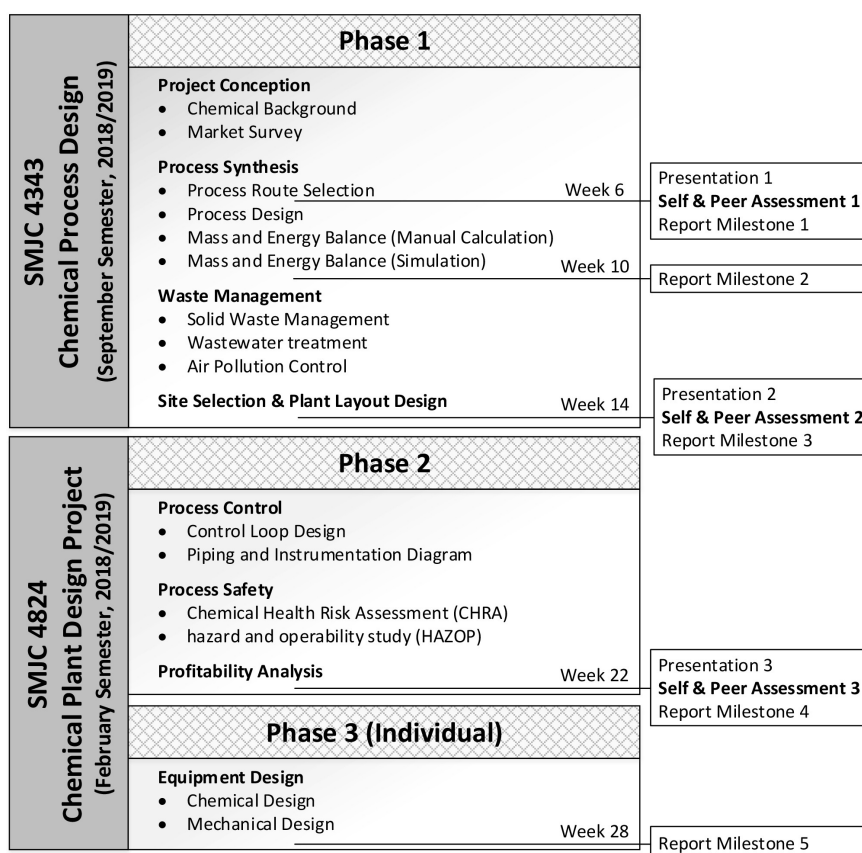 SMJC 4343
Chemical Process Design
(September Semester, 2018/2019)
Phase 1
Project Conception
• Chemical Background
• Market Survey
Process Synthesis
• Process Route Selection
Week 6
• Process Design
• Mass and Energy Balance (Manual Calculation)
• Mass and Energy Balance (Simulation)
Week 10
Waste Management
• Solid Waste Management
• Wastewater treatment
• Air Pollution Control
Site Selection & Plant Layout Design
Week 14
Presentation 1
Self & Peer Assessment 1
Report Milestone 1
Report Milestone 2
Presentation 2
Self & Peer Assessment 2
Report Milestone 3
SMJC 4824
Chemical Plant Design Project
(February Semester, 2018/2019)
Phase 2
Process Control
• Control Loop Design
• Piping and Instrumentation Diagram
Process Safety
• Chemical Health Risk Assessment (CHRA)
• hazard and operability study (HAZOP)
Profitability Analysis
Week 22
Presentation 3
Self & Peer Assessment 3
Report Milestone 4
Phase 3 (Individual)
Equipment Design
• Chemical Design
• Mechanical Design
Week 28
Report Milestone 5